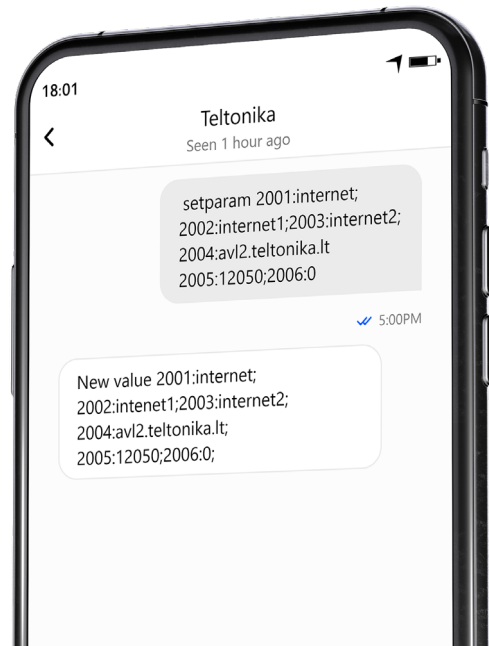 18:01
Teltonika
Seen 1 hour ago
setparam 2001:internet;
2002:internet1;2003:internet2;
2004:avl2.teltonika.lt
2005:12050;2006:0
5:00PM
New value 2001:internet;
2002:intenet1;2003:internet2;
2004:avl2.teltonika.lt;
2005:12050;2006:0;